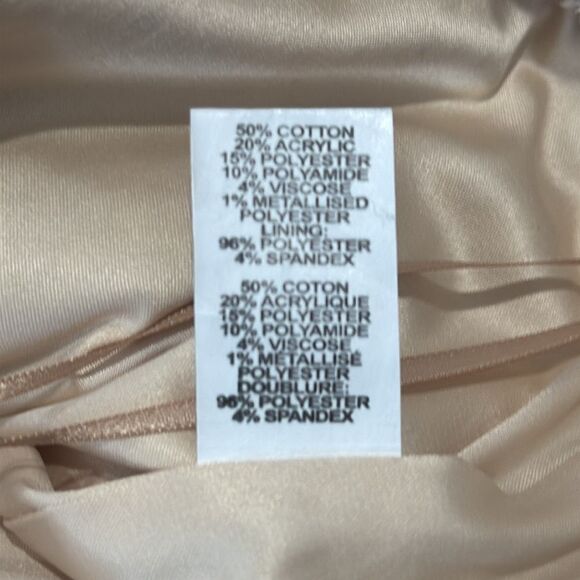 50% COTTON
20% ACRYLIC
15% POLYESTER
10% POLYAMIDE
4% VISCOSE
1% METALLISED
POLYESTER
LINING:
96% POLYESTER
4% SPANDEX
50% COTON
20% ACRYLIQUE
15% POLYESTER
10% POLYAMIDE
4% VISCOSE
1% METALLISÉ
POLYESTER
DOUBLURE:
96% POLYESTER
4% SPANDEX